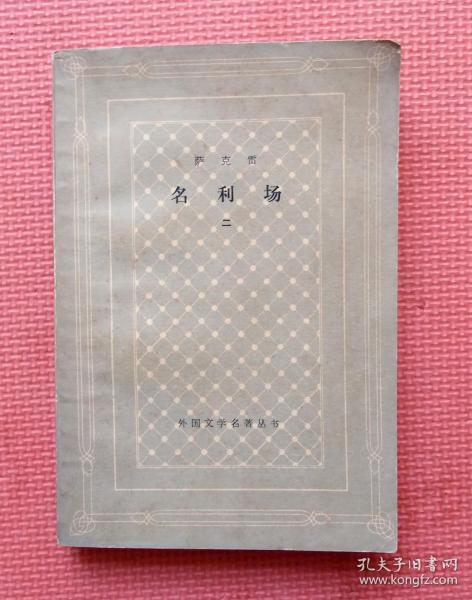 萨克雷
名利场
二
外国文学名著丛书
孔夫子旧书网
www.kongfz.com